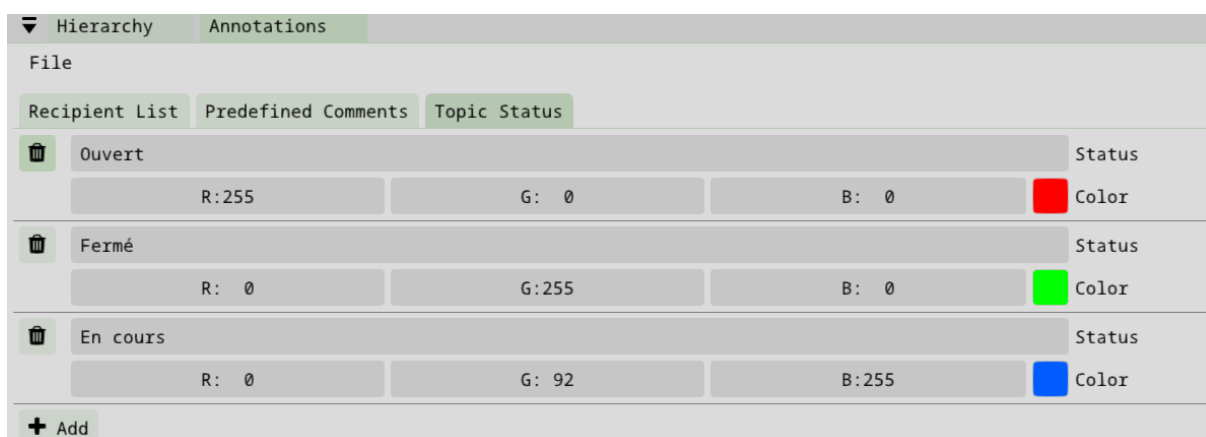 Hierarchy Annotations
File
Recipient List Predefined Comments Topic Status
Ouvert Status
R:255 G: 0 B: 0 Color
Fermé Status
R: 0 G:255 B: 0 Color
En cours Status
R: 0 G: 92 B:255 Color
Add